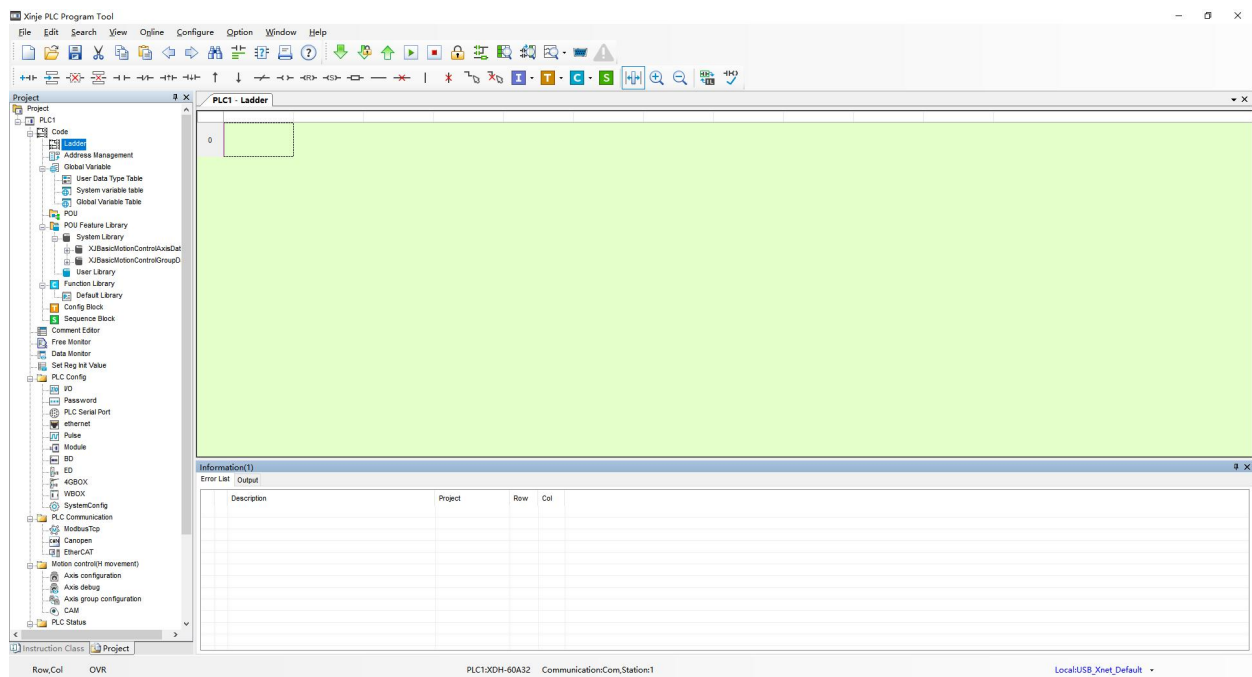 Xinje PLC Program Tool
File Edit Search View Online Configure Option Window Help
I T C S
Project
Project
PLC1
Code
Ladder
Address Management
Global Variable
User Data Type Table
System variable table
Global Variable Table
POU
POU Feature Library
System Library
XJBasicMotionControlAxisDat
XJBasicMotionControlGroupD
User Library
Function Library
Default Library
Config Block
Sequence Block
Comment Editor
Free Monitor
Data Monitor
Set Reg Init Value
PLC Config
I/O
Password
PLC Serial Port
ethernet
Pulse
Module
BD
ED
4GBOX
WBOX
SystemConfig
PLC Communication
ModbusTcp
Canopen
EtherCAT
Motion control(H movement)
Axis configuration
Axis debug
Axis group configuration
CAM
PLC Status
Instruction Class Project
PLC1 - Ladder
0
Information(1)
Error List Output
Description Project Row Col
Row,Col OVR PLC1:XDH-60A32 Communication:Com,Station:1 Local:USB_Xnet_Default